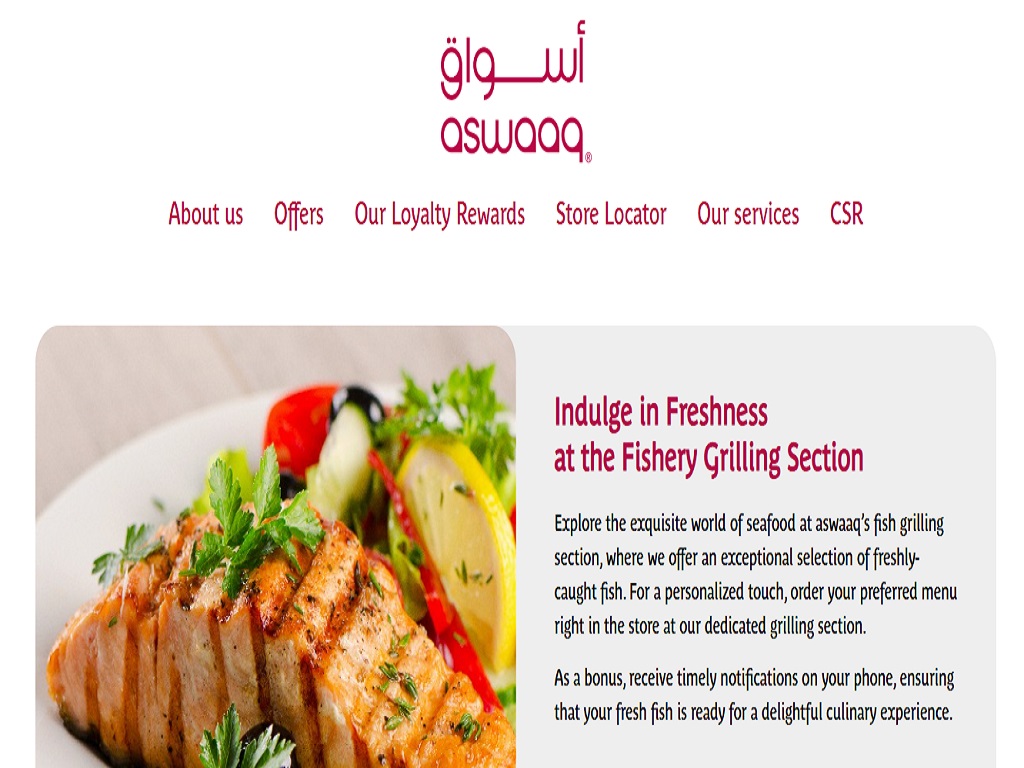 أسواق
aswaaq®
About us Offers Our Loyalty Rewards Store Locator Our services CSR
Indulge in Freshness
at the Fishery Grilling Section
Explore the exquisite world of seafood at aswaaq’s fish grilling
section, where we offer an exceptional selection of freshly-
caught fish. For a personalized touch, order your preferred menu
right in the store at our dedicated grilling section.
As a bonus, receive timely notifications on your phone, ensuring
that your fresh fish is ready for a delightful culinary experience.